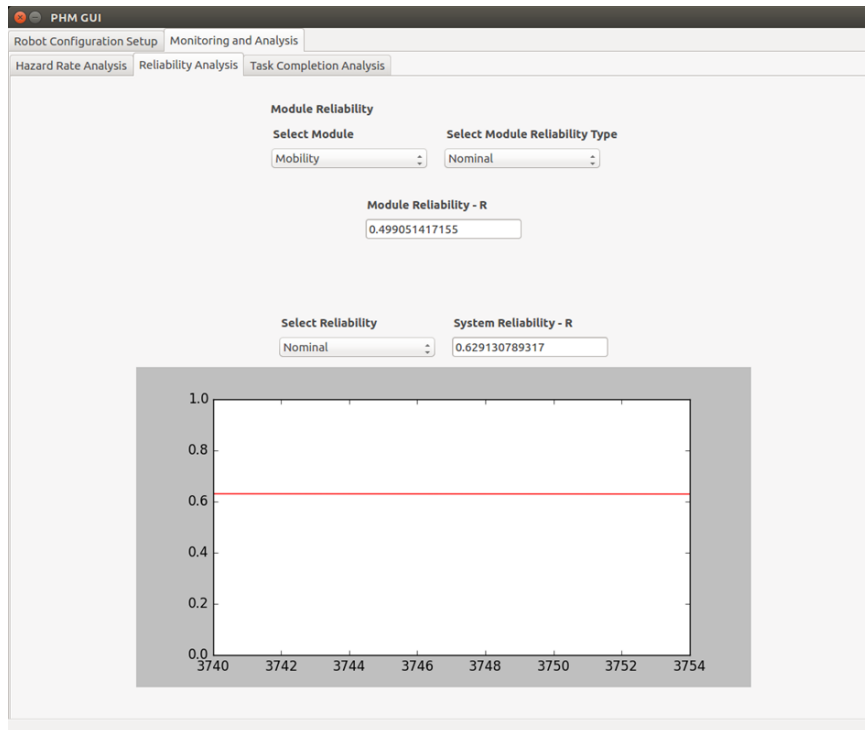 PHM GUI
Robot Configuration Setup Monitoring and Analysis
Hazard Rate Analysis Reliability Analysis Task Completion Analysis
Module Reliability
Select Module Select Module Reliability Type
Mobility Nominal
Module Reliability - R
0.499051417155
Select Reliability System Reliability - R
Nominal 0.629130789317
1.0
0.8
0.6
0.4
0.2
0.0
3740 3742 3744 3746 3748 3750 3752 3754